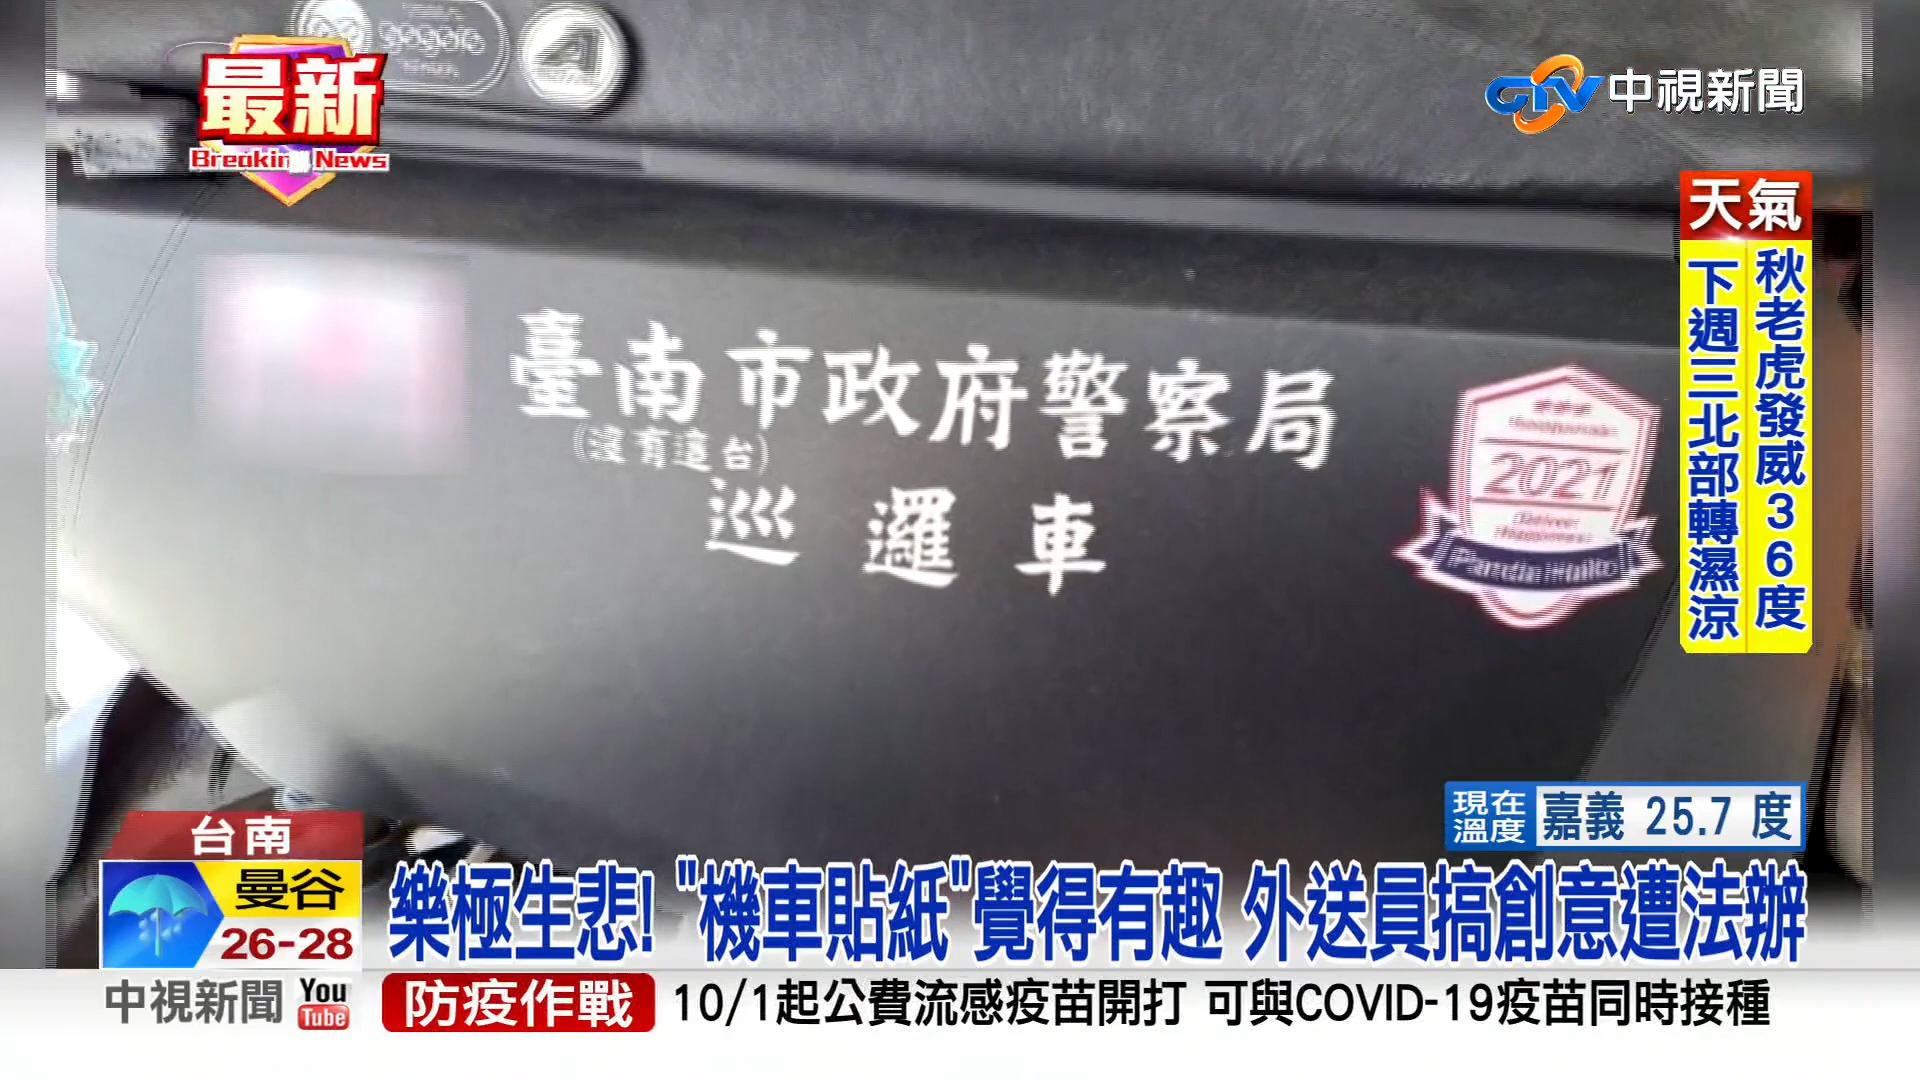 最新
Breaking News
CTV 中視新聞
天氣
秋老虎發威36度
下週三北部轉濕涼
gogoro
臺南市政府警察局
(沒有這台)
巡邏車
2021
現在溫度
嘉義 25.7 度
台南
曼谷
26-28
樂極生悲! "機車貼紙"覺得有趣 外送員搞創意遭法辦
中視新聞 You Tube
防疫作戰 10/1起公費流感疫苗開打 可與COVID-19疫苗同時接種